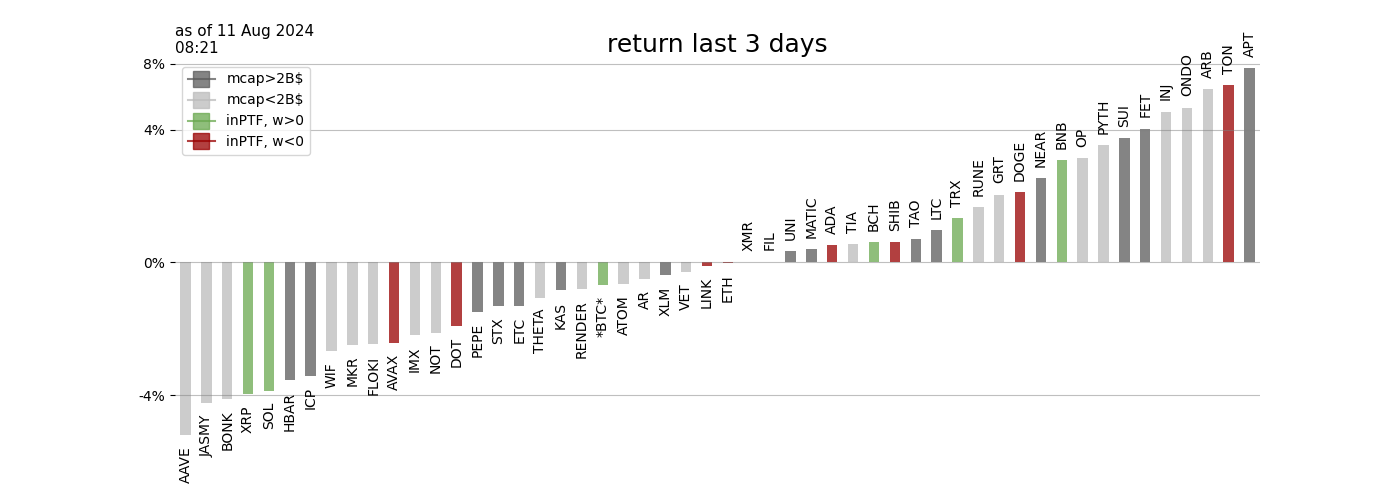 as of 11 Aug 2024
08:21
return last 3 days
8%
4%
0%
-4%
mcap>2B$
mcap<2B$
inPTF, w>0
inPTF, w<0
AAVE
JASMY
BONK
XRP
SOL
HBAR
ICP
WIF
MKR
FLOKI
AVAX
IMX
NOT
DOT
PEPE
STX
ETC
THETA
KAS
RENDER
*BTC*
ATOM
AR
XLM
VET
LINK
ETH
XMR
FIL
UNI
MATIC
ADA
TIA
BCH
SHIB
TAO
LTC
TRX
RUNE
GRT
DOGE
NEAR
BNB
OP
PYTH
SUI
FET
INJ
ONDO
ARB
TON
APT